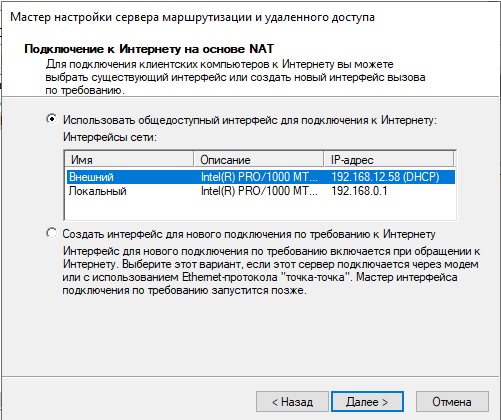 Мастер настройки сервера маршрутизации и удаленного доступа
Подключение к Интернету на основе NAT
Для подключения клиентских компьютеров к Интернету вы можете
выбрать существующий интерфейс или создать новый интерфейс вызова
по требованию.
Использовать общедоступный интерфейс для подключения к Интернету:
Интерфейсы сети:
Имя Описание IP-адрес
Внешний Intel(R) PRO/1000 MT... 192.168.12.58 (DHCP)
Локальный Intel(R) PRO/1000 MT... 192.168.0.1
Создать интерфейс для нового подключения по требованию к Интернету
Интерфейс для нового подключения по требованию включается при обращении к
Интернету. Выберите этот вариант, если этот сервер подключается через модем
или с использованием Ethernet-протокола "точка-точка". Мастер интерфейса
подключения по требованию запустится позже.
< Назад Далее > Отмена